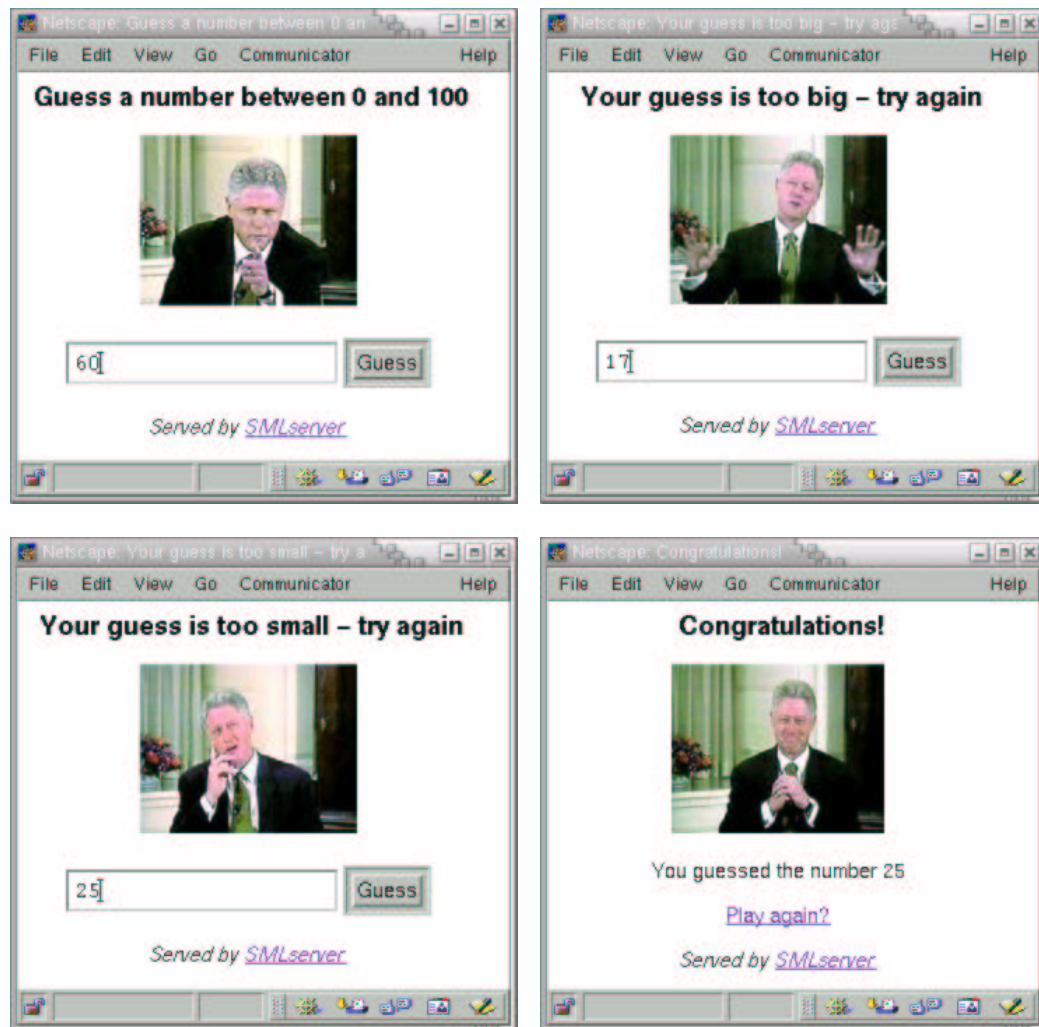 Netscape: Guess a number between 0 an
File Edit View Go Communicator Help
Guess a number between 0 and 100
60
Guess
Served by SMLserver
Netscape: Your guess is too big – try aga
File Edit View Go Communicator Help
Your guess is too big – try again
17
Guess
Served by SMLserver
Netscape: Your guess is too small – try a
File Edit View Go Communicator Help
Your guess is too small – try again
25
Guess
Served by SMLserver
Netscape: Congratulations!
File Edit View Go Communicator Help
Congratulations!
You guessed the number 25
Play again?
Served by SMLserver